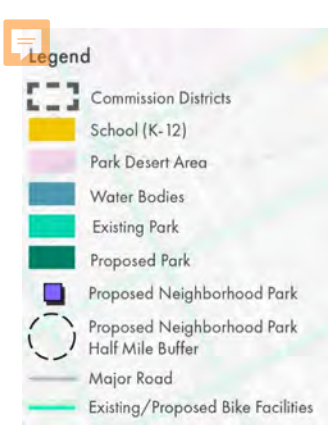 Legend
Commission Districts
School (K-12)
Park Desert Area
Water Bodies
Existing Park
Proposed Park
Proposed Neighborhood Park
Proposed Neighborhood Park
Half Mile Buffer
Major Road
Existing/Proposed Bike Facilities